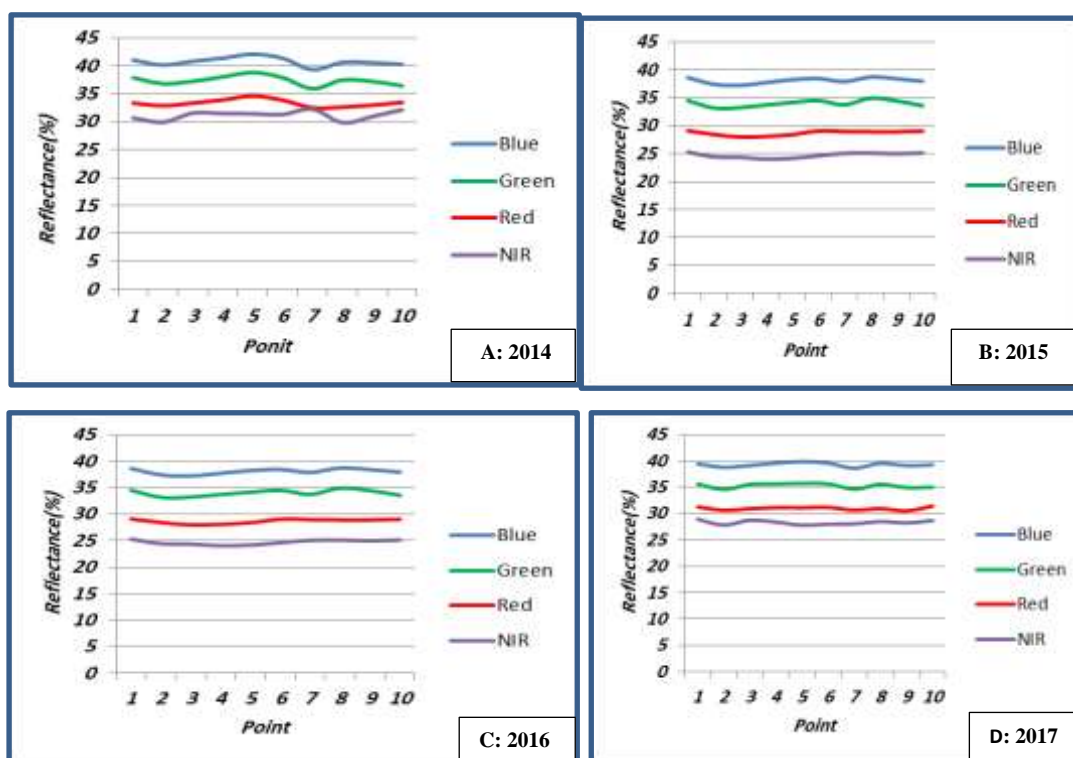 45
40
35
30
25
20
15
10
5
0
Reflectance(%)
1 2 3 4 5 6 7 8 9 10
Ponit
Blue
Green
Red
NIR
A: 2014
45
40
35
30
25
20
15
10
5
0
Reflectance(%)
1 2 3 4 5 6 7 8 9 10
Point
Blue
Green
Red
NIR
B: 2015
45
40
35
30
25
20
15
10
5
0
Reflectance(%)
1 2 3 4 5 6 7 8 9 10
Point
Blue
Green
Red
NIR
C: 2016
45
40
35
30
25
20
15
10
5
0
Reflectance(%)
1 2 3 4 5 6 7 8 9 10
Point
Blue
Green
Red
NIR
D: 2017